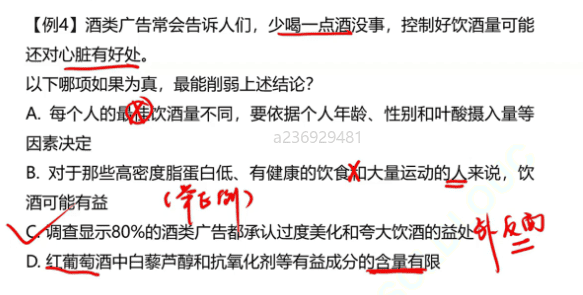 【例4】酒类广告常会告诉人们，少喝一点酒没事，控制好饮酒量可能
还对心脏有好处。
以下哪项如果为真，最能削弱上述结论？
A. 每个人的最佳饮酒量不同，要依据个人年龄、性别和叶酸摄入量等
因素决定
a236929481
B. 对于那些高密度脂蛋白低、有健康的饮食和大量运动的人来说，饮
酒可能有益
（举正例）
C. 调查显示80%的酒类广告都承认过度美化和夸大饮酒的益处
反向
D. 红葡萄酒中白藜芦醇和抗氧化剂等有益成分的含量有限